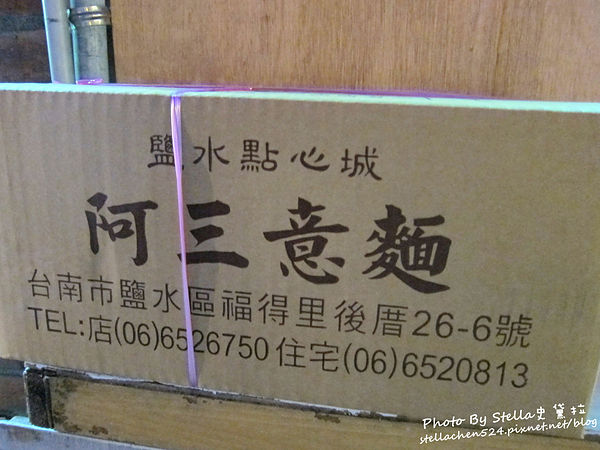 鹽水點心城
阿三意麵
台南市鹽水區福得里後厝26-6號
TEL:店(06)6526750 住宅(06)6520813
Photo By Stella史黛拉
stellachen524.pixnet.net/blog